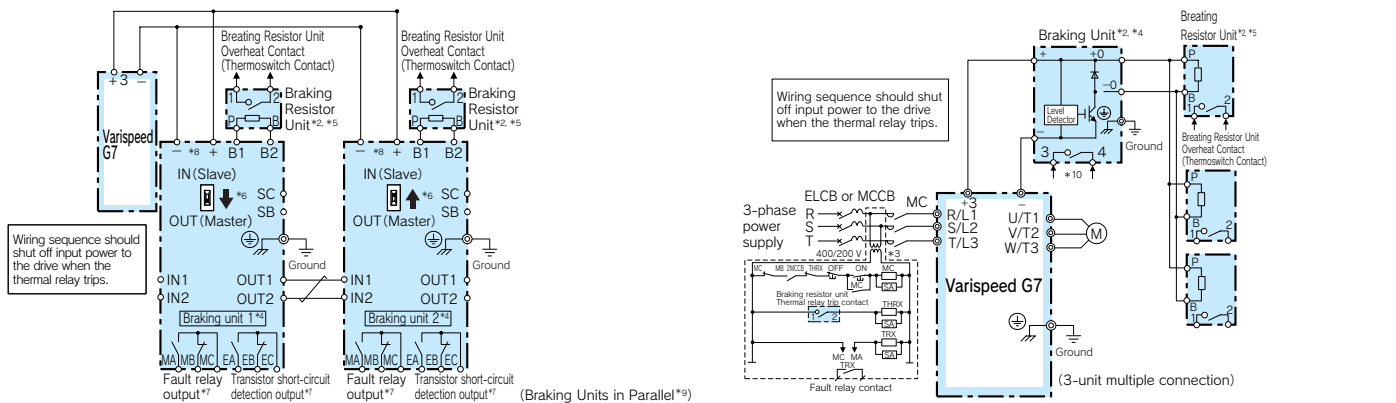 Breating Resistor Unit
Overheat Contact
(Thermoswitch Contact)
Breating Resistor Unit
Overheat Contact
(Thermoswitch Contact)
+3 −
Varispeed
G7
1 2
P B
Braking
Resistor
Unit*2, *5
1 2
P B
Braking
Resistor
Unit*2, *5
− *8 + B1 B2
IN (Slave)
*6
SC
OUT (Master)
SB
Ground
IN1 OUT1
IN2 OUT2
Braking unit 1*4
MA MB MC EA EB EC
Fault relay
output*7
Transistor short-circuit
detection output*7
− *8 + B1 B2
IN (Slave)
*6
SC
OUT (Master)
SB
Ground
IN1 OUT1
IN2 OUT2
Braking unit 2*4
MA MB MC EA EB EC
Fault relay
output*7
Transistor short-circuit
detection output*7
Wiring sequence should
shut off input power to
the drive when the
thermal relay trips.
(Braking Units in Parallel*9)
Wiring sequence should shut
off input power to the drive
when the thermal relay trips.
Braking Unit*2, *4
+ +0
−0
Level
Detector
−
3 4
*10
Ground
Breating
Resistor Unit*2 *5
P
B
1 2
Breating Resistor Unit
Overheat Contact
(Thermoswitch Contact)
P
B
1 2
P
B
1 2
ELCB or MCCB MC
3-phase
power
supply
R
S
T
400/200 V
*3
+3 −
R/L1
S/L2
T/L3
U/T1
V/T2
W/T3
M
Varispeed G7
Ground
MC MB 2MCCB THRX OFF ON MC
MC
SA
Braking resistor unit
Thermal relay trip contact
1 2
THRX
SA
TRX
SA
MC MA
TRX
Fault relay contact
(3-unit multiple connection)